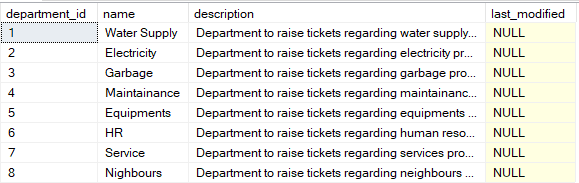 department_id name description last_modified
1 Water Supply Department to raise tickets regarding water supply... NULL
2 Electricity Department to raise tickets regarding electricity pr... NULL
3 Garbage Department to raise tickets regarding garbage pro... NULL
4 Maintainance Department to raise tickets regarding maintainanc... NULL
5 Equipments Department to raise tickets regarding equipments ... NULL
6 HR Department to raise tickets regarding human reso... NULL
7 Service Department to raise tickets regarding services pro... NULL
8 Nighbours Department to raise tickets regarding neighbours ... NULL